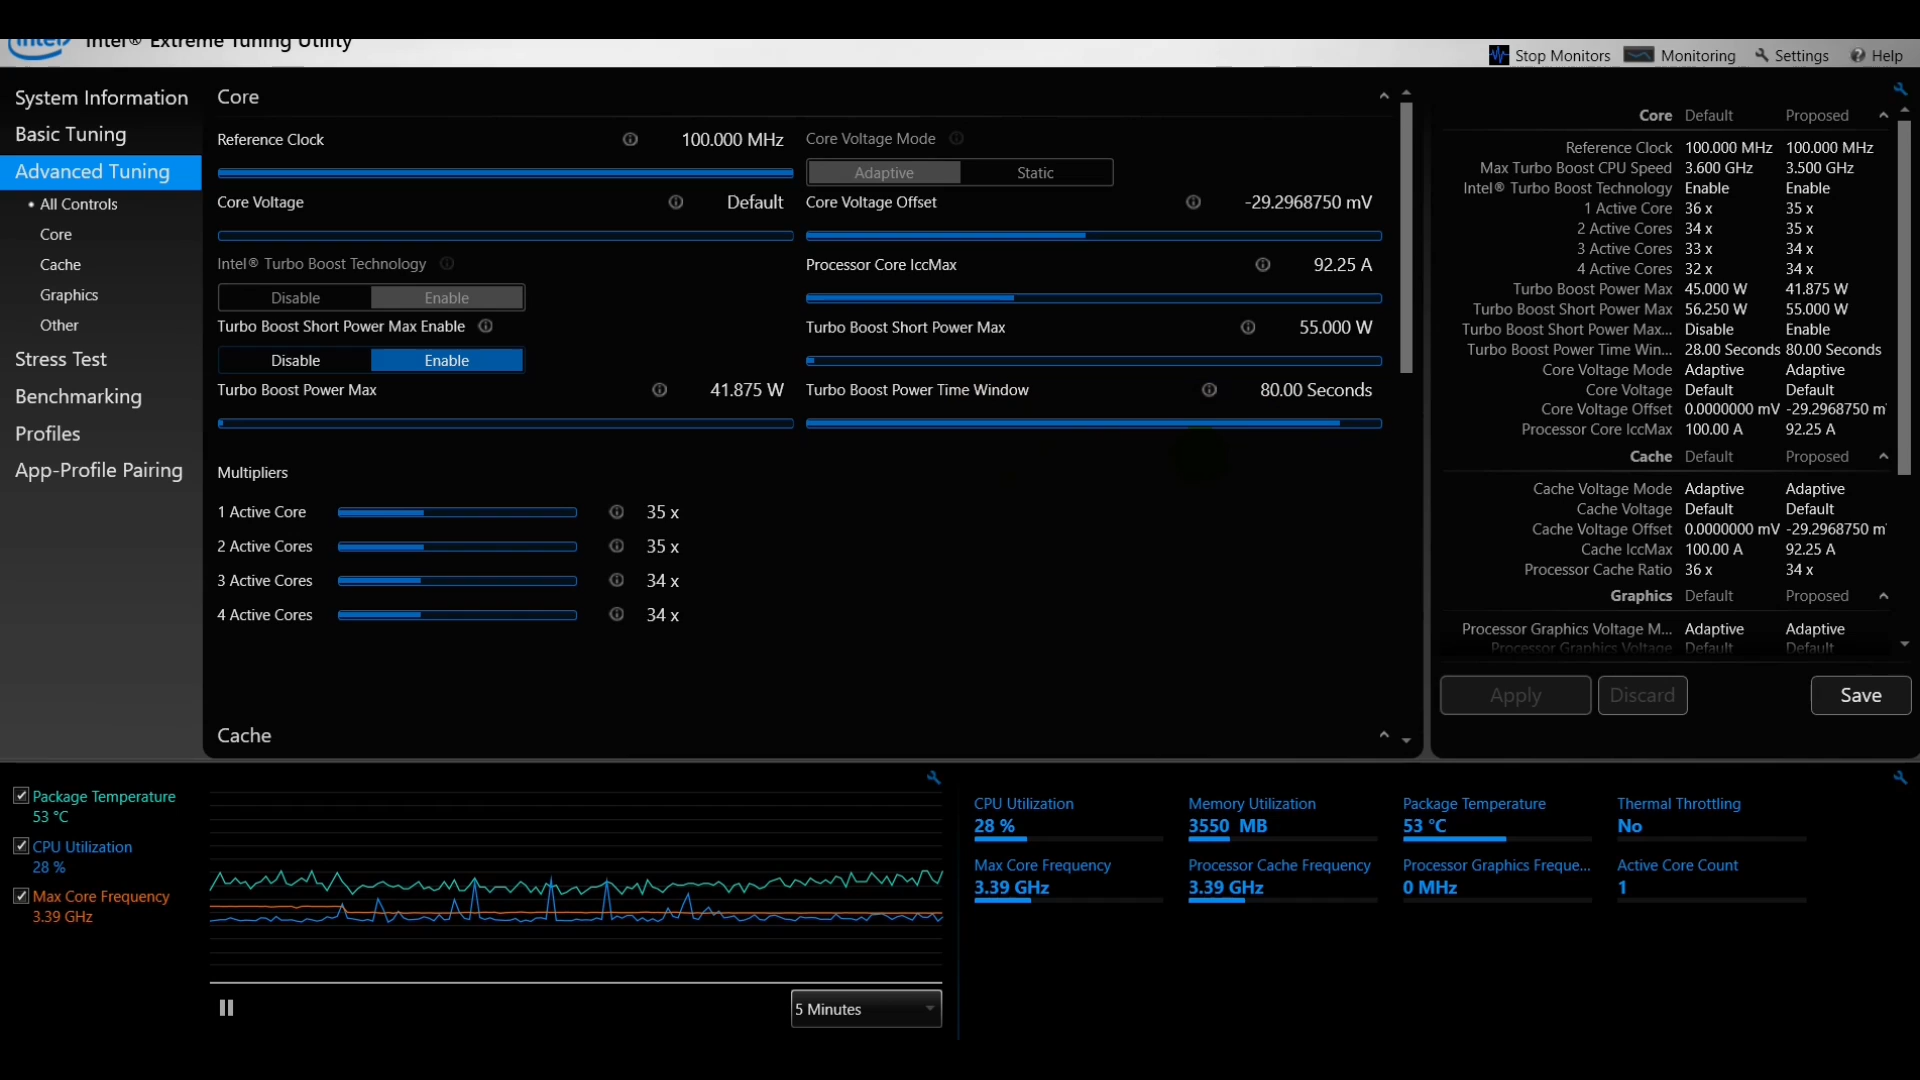 intel Intel® Extreme Tuning Utility
Stop Monitors Monitoring Settings Help
System Information
Basic Tuning
Advanced Tuning
• All Controls
Core
Cache
Graphics
Other
Stress Test
Benchmarking
Profiles
App-Profile Pairing
Core
Reference Clock 100.000 MHz
Core Voltage Mode
Adaptive Static
Core Voltage Default
Core Voltage Offset -29.2968750 mV
Intel® Turbo Boost Technology
Disable Enable
Processor Core IccMax 92.25 A
Turbo Boost Short Power Max Enable
Disable Enable
Turbo Boost Short Power Max 55.000 W
Turbo Boost Power Max 41.875 W
Turbo Boost Power Time Window 80.00 Seconds
Multipliers
1 Active Core 35 x
2 Active Cores 35 x
3 Active Cores 34 x
4 Active Cores 34 x
Cache
Core Default Proposed
Reference Clock 100.000 MHz 100.000 MHz
Max Turbo Boost CPU Speed 3.600 GHz 3.500 GHz
Intel® Turbo Boost Technology Enable Enable
1 Active Core 36 x 35 x
2 Active Cores 34 x 35 x
3 Active Cores 33 x 34 x
4 Active Cores 32 x 34 x
Turbo Boost Power Max 45.000 W 41.875 W
Turbo Boost Short Power Max 56.250 W 55.000 W
Turbo Boost Short Power Max... Disable Enable
Turbo Boost Power Time Win... 28.00 Seconds 80.00 Seconds
Core Voltage Mode Adaptive Adaptive
Core Voltage Default Default
Core Voltage Offset 0.0000000 mV -29.2968750 m
Processor Core IccMax 100.00 A 92.25 A
Cache Default Proposed
Cache Voltage Mode Adaptive Adaptive
Cache Voltage Default Default
Cache Voltage Offset 0.0000000 mV -29.2968750 m
Cache IccMax 100.00 A 92.25 A
Processor Cache Ratio 36 x 34 x
Graphics Default Proposed
Processor Graphics Voltage M... Adaptive Adaptive
Processor Graphics Voltage Default Default
Apply Discard Save
Package Temperature
53 °C
CPU Utilization
28 %
Max Core Frequency
3.39 GHz
5 Minutes
CPU Utilization Memory Utilization Package Temperature Thermal Throttling
28 % 3550 MB 53 °C No
Max Core Frequency Processor Cache Frequency Processor Graphics Freque... Active Core Count
3.39 GHz 3.39 GHz 0 MHz 1